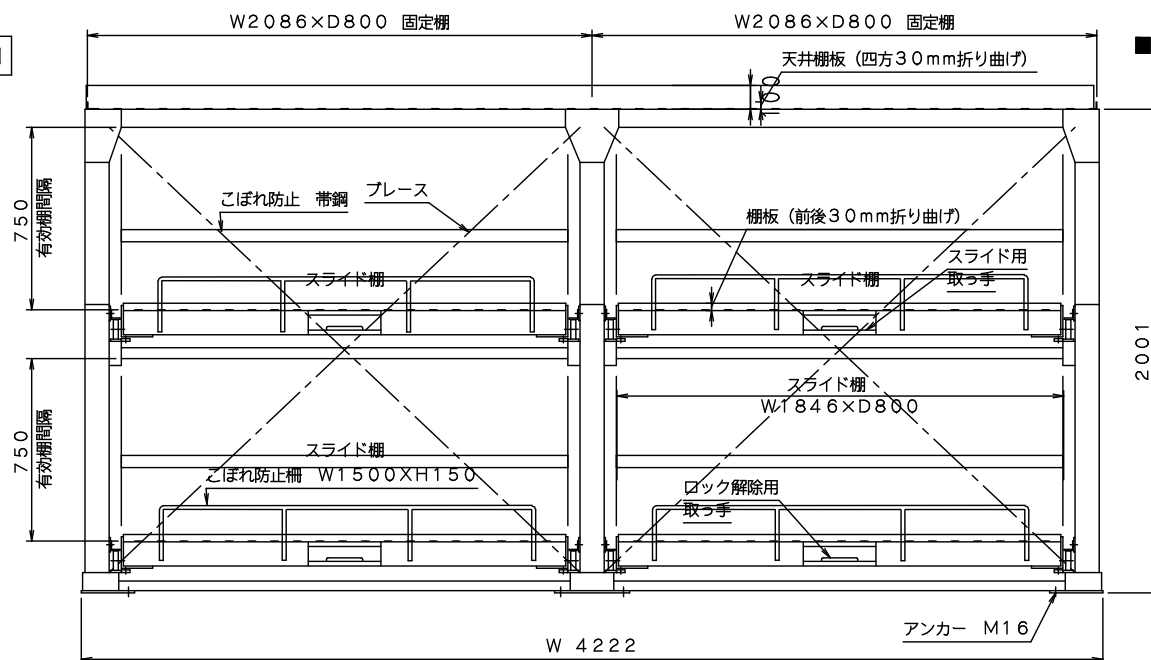 W2086×D800 固定棚
W2086×D800 固定棚
天井棚板（四方30mm折り曲げ）
100
750
有効棚間隔
こぼれ防止 帯鋼
ブレース
棚板（前後30mm折り曲げ）
スライド棚
スライド棚
スライド用
取っ手
2001
スライド棚
W1846×D800
750
有効棚間隔
スライド棚
こぼれ防止柵 W1500XH150
ロック解除用
取っ手
アンカー M16
W 4222